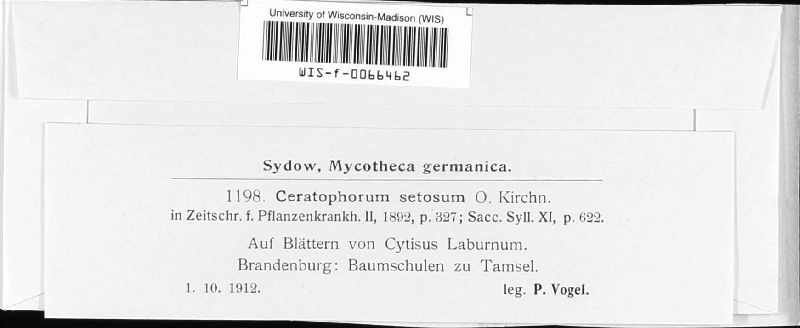 University of Wisconsin-Madison (WIS)
WIS-f-0066462
Sydow, Mycotheca germanica.
1198. Ceratophorum setosum O. Kirchn.
in Zeitschr. f. Pflanzenkrankh. II, 1892, p. 327; Sacc. Syll. XI, p. 622.
Auf Blättern von Cytisus Laburnum.
Brandenburg: Baumschulen zu Tamsel.
1. 10. 1912. leg. P. Vogel.